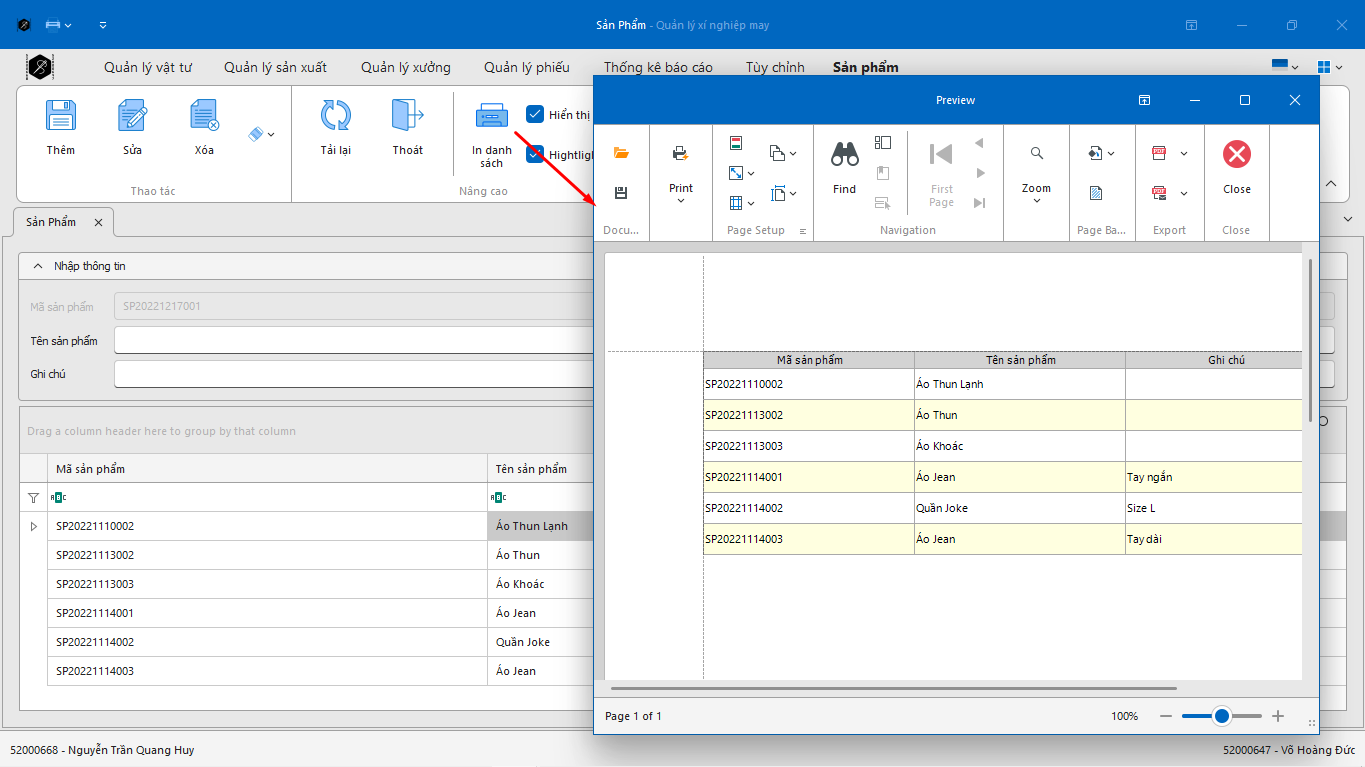 Sản Phẩm - Quản lý xí nghiệp may
Quản lý vật tư Quản lý sản xuất Quản lý xưởng Quản lý phiếu Thống kê báo cáo Tùy chỉnh Sản phẩm
Thêm Sửa Xóa Tải lại Thoát In danh sách
Hiển thị
Hightligh
Thao tác Nâng cao
Sản Phẩm
Nhập thông tin
Mã sản phẩm SP20221217001
Tên sản phẩm
Ghi chú
Drag a column header here to group by that column
Mã sản phẩm Tên sản phẩm
SP20221110002 Áo Thun Lạnh
SP20221113002 Áo Thun
SP20221113003 Áo Khoác
SP20221114001 Áo Jean
SP20221114002 Quần Joke
SP20221114003 Áo Jean
Preview
Print Find First Page Zoom Close
Docu... Page Setup Navigation Page Ba... Export Close
Mã sản phẩm Tên sản phẩm Ghi chú
SP20221110002 Áo Thun Lạnh
SP20221113002 Áo Thun
SP20221113003 Áo Khoác
SP20221114001 Áo Jean Tay ngắn
SP20221114002 Quần Joke Size L
SP20221114003 Áo Jean Tay dài
Page 1 of 1 100%
52000668 - Nguyễn Trần Quang Huy 52000647 - Võ Hoàng Đức